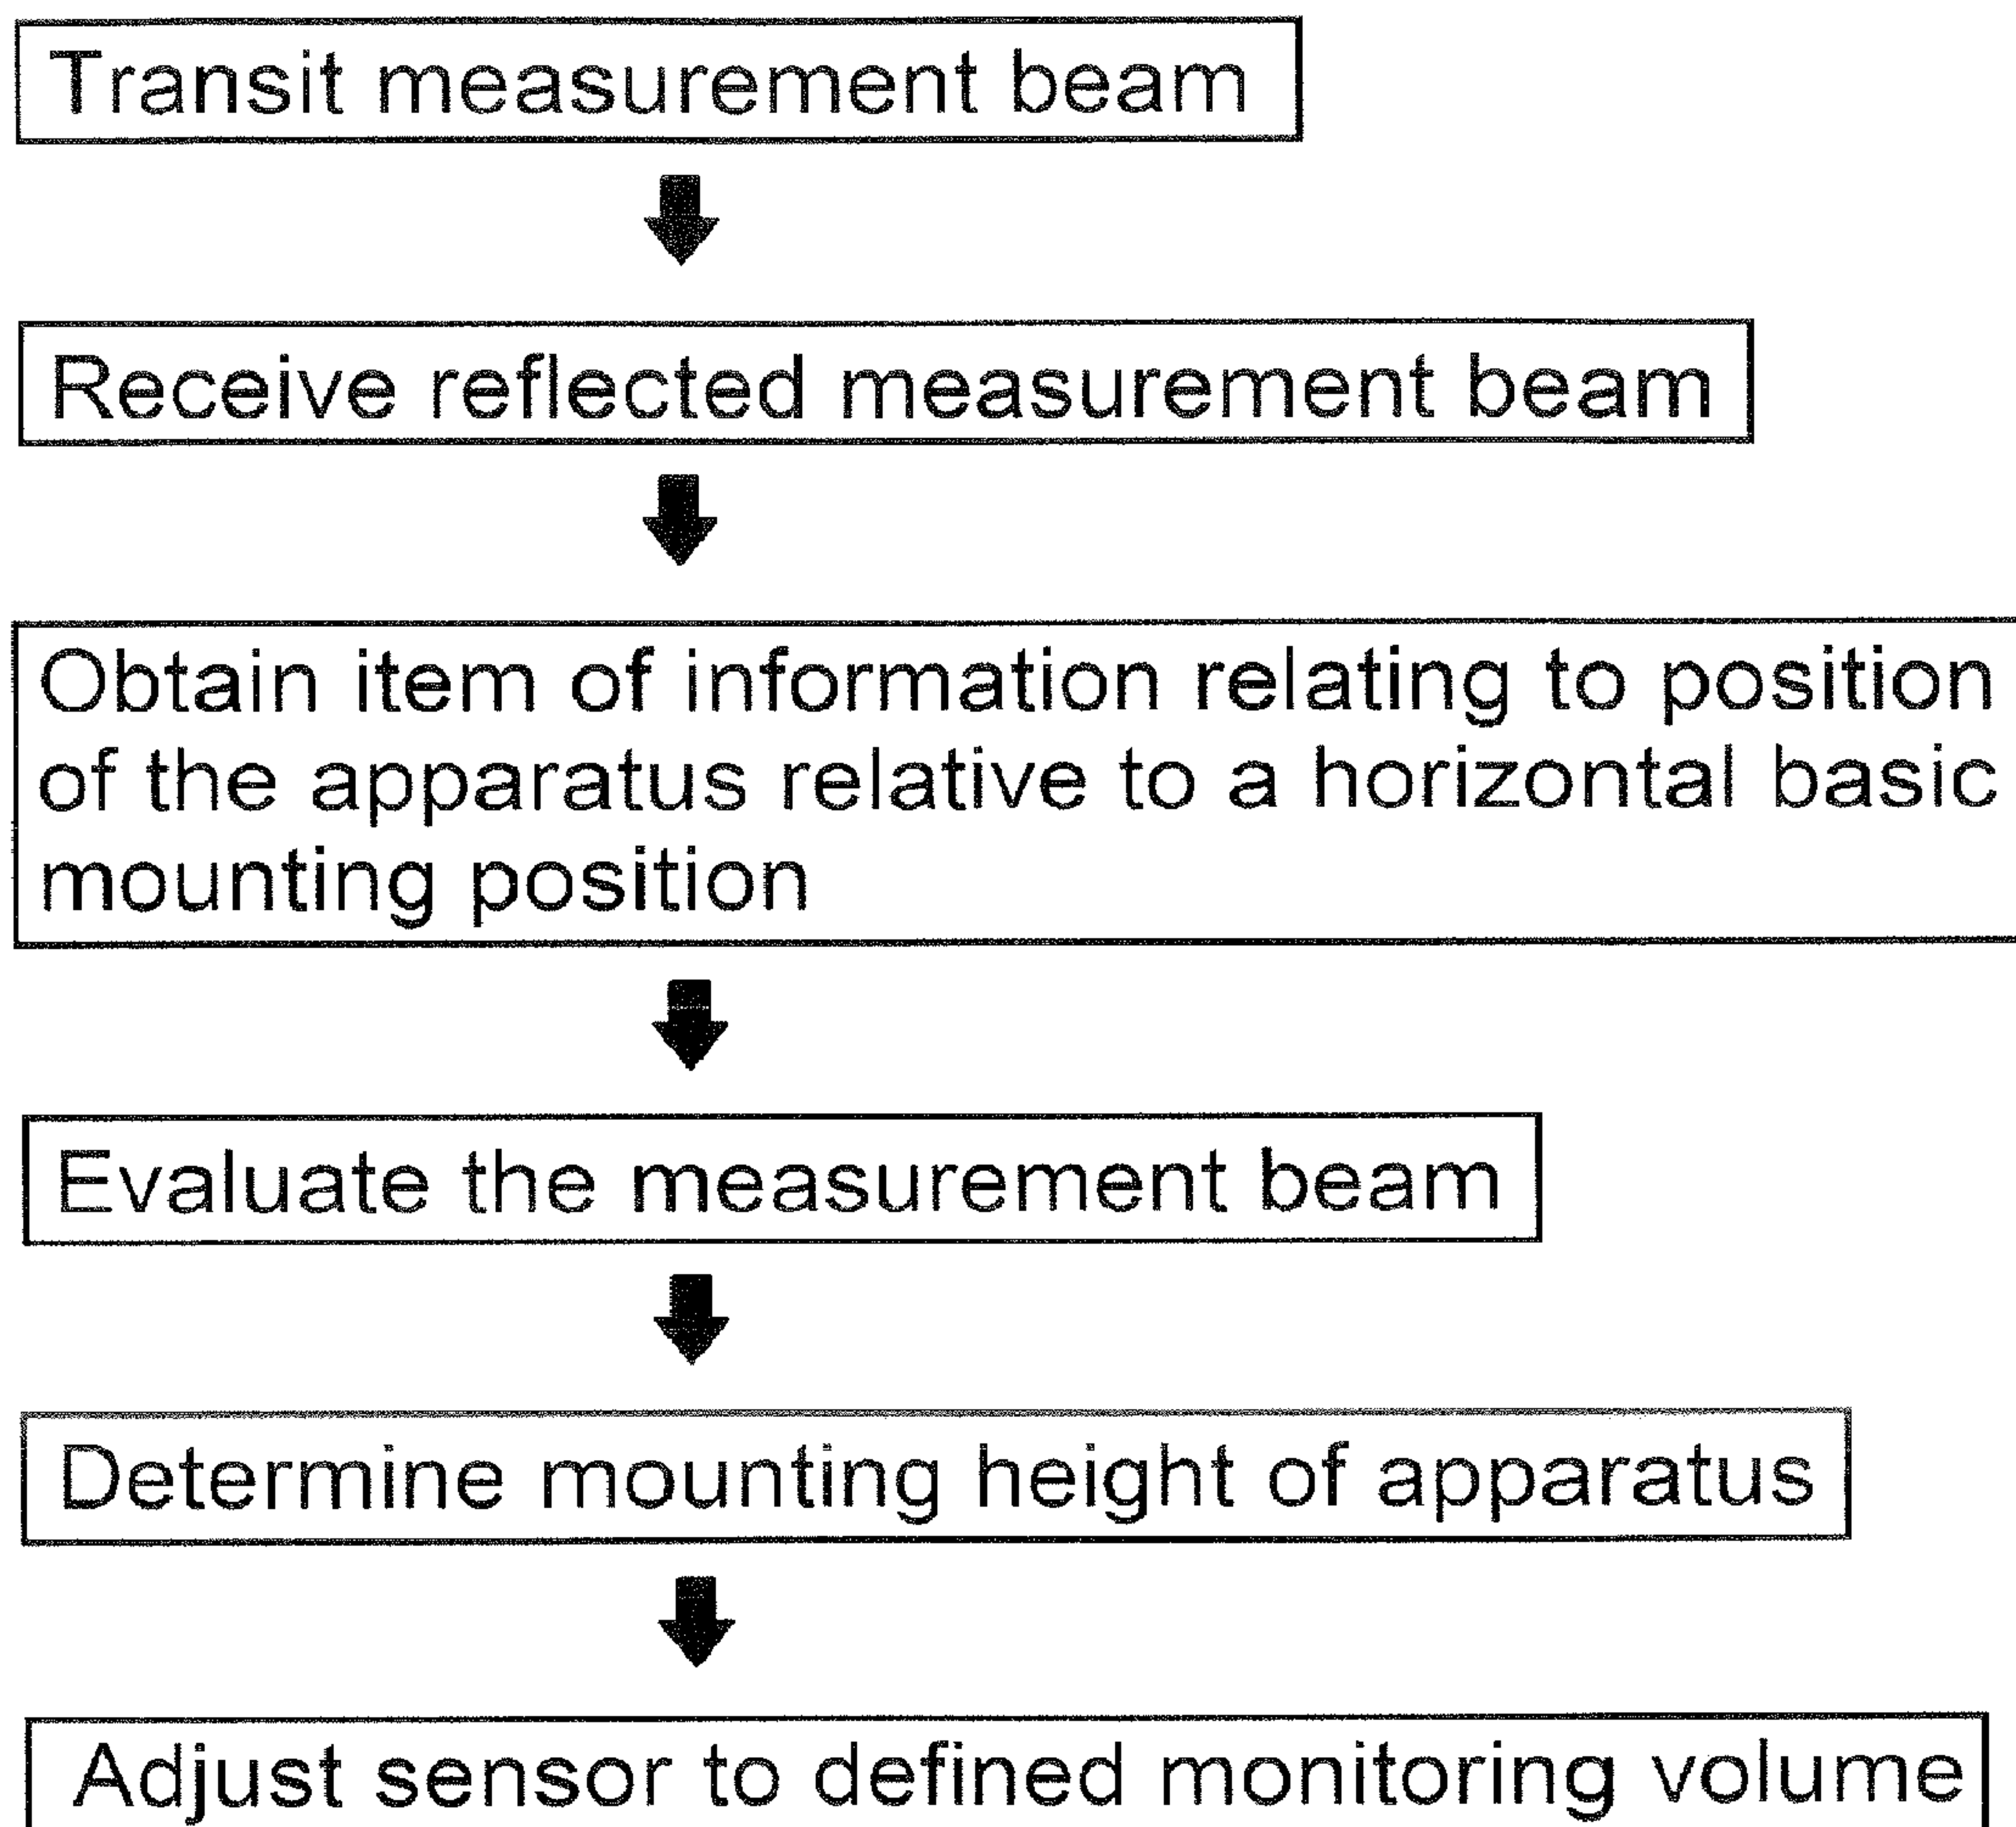 Transit measurement beam
Receive reflected measurement beam
Obtain item of information relating to position
of the apparatus relative to a horizontal basic
mounting position
Evaluate the measurement beam
Determine mounting height of apparatus
Adjust sensor to defined monitoring volume